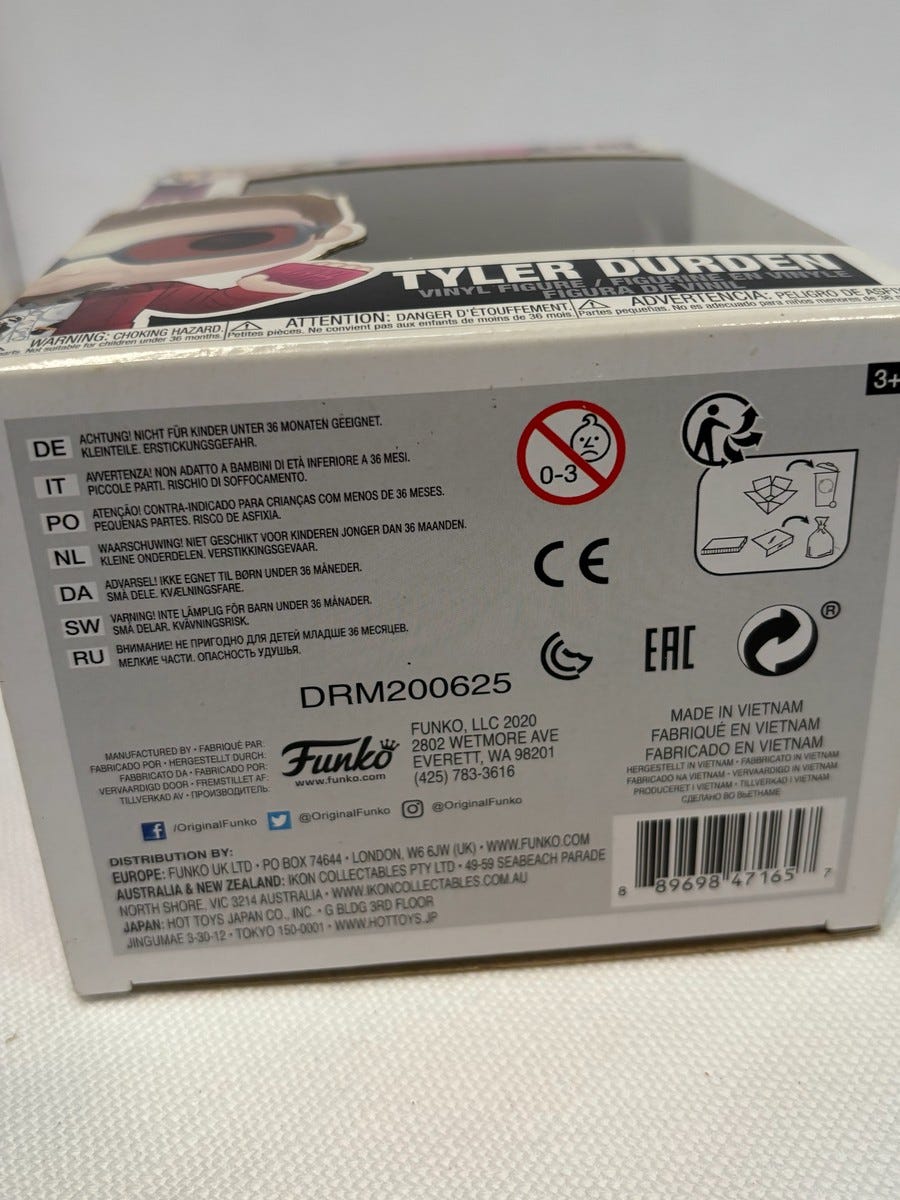 TYLER DURDEN
VINYL FIGURE / FIGURINE EN VINYLE
FIGURA DE VINIL
WARNING: CHOKING HAZARD.
parts. Not suitable for children under 36 months.
ATTENTION: DANGER D'ÉTOUFFEMENT.
Petites pièces. Ne convient pas aux enfants de moins de 36 mois.
ADVERTENCIA: PELIGRO DE
Partes pequeñas. No es adecuado para niños menores de 36
3+
DE ACHTUNG! NICHT FÜR KINDER UNTER 36 MONATEN GEEIGNET.
KLEINTEILE. ERSTICKUNGSGEFAHR.
IT AVVERTENZA! NON ADATTO A BAMBINI DI ETÀ INFERIORE A 36 MESI.
PICCOLE PARTI. RISCHIO DI SOFFOCAMENTO.
PO ATENÇÃO! CONTRA-INDICADO PARA CRIANÇAS COM MENOS DE 36 MESES.
PEQUENAS PARTES. RISCO DE ASFIXIA.
NL WAARSCHUWING! NIET GESCHIKT VOOR KINDEREN JONGER DAN 36 MAANDEN.
KLEINE ONDERDELEN. VERSTIKKINGSGEVAAR.
DA ADVARSEL! IKKE EGNET TIL BØRN UNDER 36 MÅNEDER.
SMÅ DELE. KVÆLNINGSFARE.
SW VARNING! INTE LÄMPLIG FÖR BARN UNDER 36 MÅNADER.
SMÅ DELAR. KVÄVNINGSRISK.
RU ВНИМАНИЕ! НЕ ПРИГОДНО ДЛЯ ДЕТЕЙ МЛАДШЕ 36 МЕСЯЦЕВ.
МЕЛКИЕ ЧАСТИ. ОПАСНОСТЬ УДУШЬЯ.
0-3
CE
EAC
®
DRM200625
MANUFACTURED BY • FABRIQUÉ PAR:
FABRICADO POR • HERGESTELLT DURCH:
FABBRICATO DA • FABRICADO POR:
VERVAARDIGD DOOR • FREMSTILLET AF:
TILLVERKAD AV • ПРОИЗВОДИТЕЛЬ:
Funko
www.funko.com
FUNKO, LLC 2020
2802 WETMORE AVE
EVERETT, WA 98201
(425) 783-3616
MADE IN VIETNAM
FABRIQUÉ EN VIETNAM
FABRICADO EN VIETNAM
HERGESTELLT IN VIETNAM • FABBRICATO IN VIETNAM
FABRICADO NA VIETNAM • VERVAARDIGD IN VIETNAM
PRODUCERET I VIETNAM • TILLVERKAD I VIETNAM
СДЕЛАНО ВО ВЬЕТНАМЕ
/OriginalFunko @OriginalFunko @OriginalFunko
DISTRIBUTION BY:
EUROPE: FUNKO UK LTD • PO BOX 74644 • LONDON, W6 6JW (UK) • WWW.FUNKO.COM
AUSTRALIA & NEW ZEALAND: IKON COLLECTABLES PTY LTD • 49-59 SEABEACH PARADE
NORTH SHORE, VIC 3214 AUSTRALIA • WWW.IKONCOLLECTABLES.COM.AU
JAPAN: HOT TOYS JAPAN CO., INC • G BLDG 3RD FLOOR
JINGUMAE 3-30-12 • TOKYO 150-0001 • WWW.HOTTOYS.JP
8 89698 47165 7